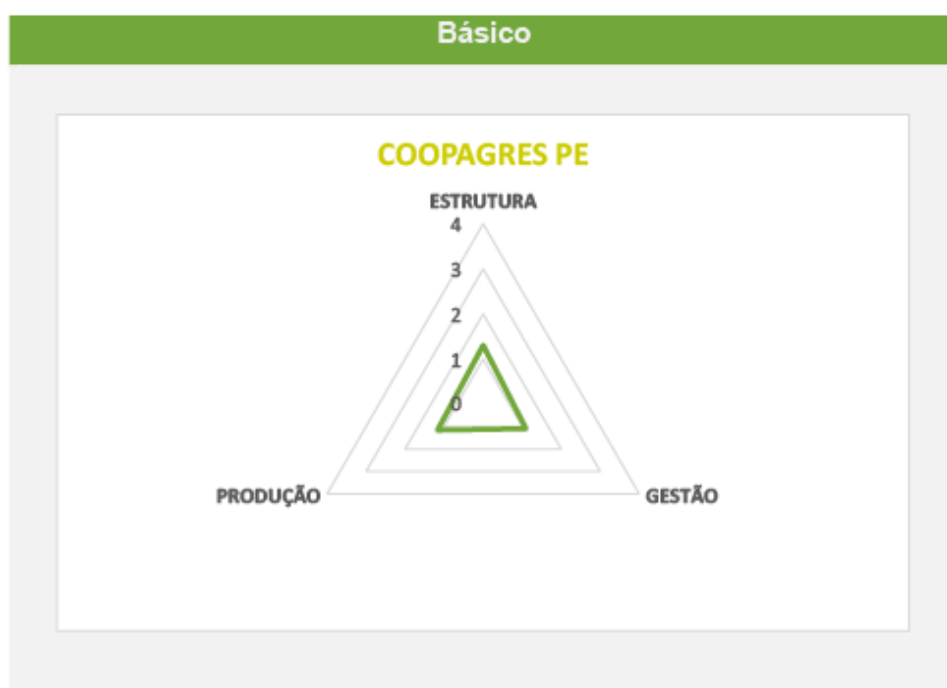 Básico
COOPAGRES PE
ESTRUTURA
4
3
2
1
0
PRODUÇÃO
GESTÃO